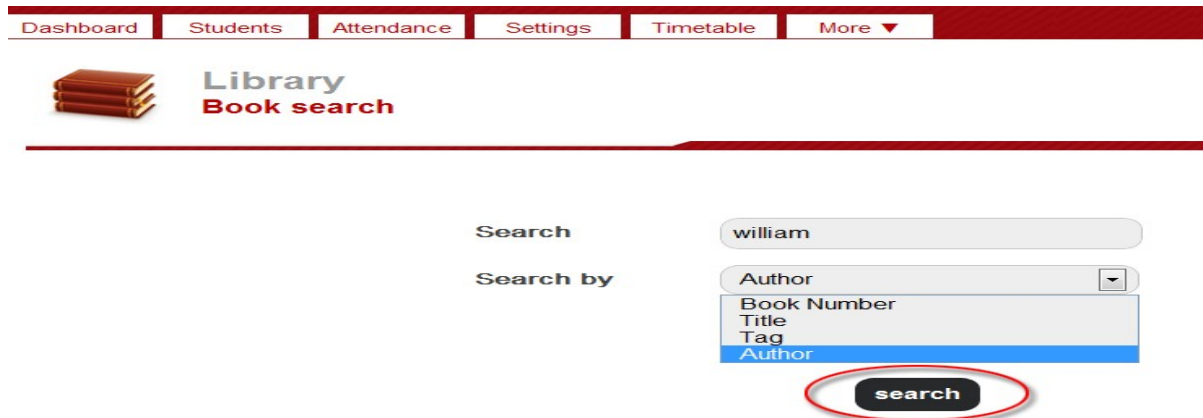 Dashboard Students Attendance Settings Timetable More ▼
Library
Book search
Search william
Search by Author
Book Number
Title
Tag
Author
search